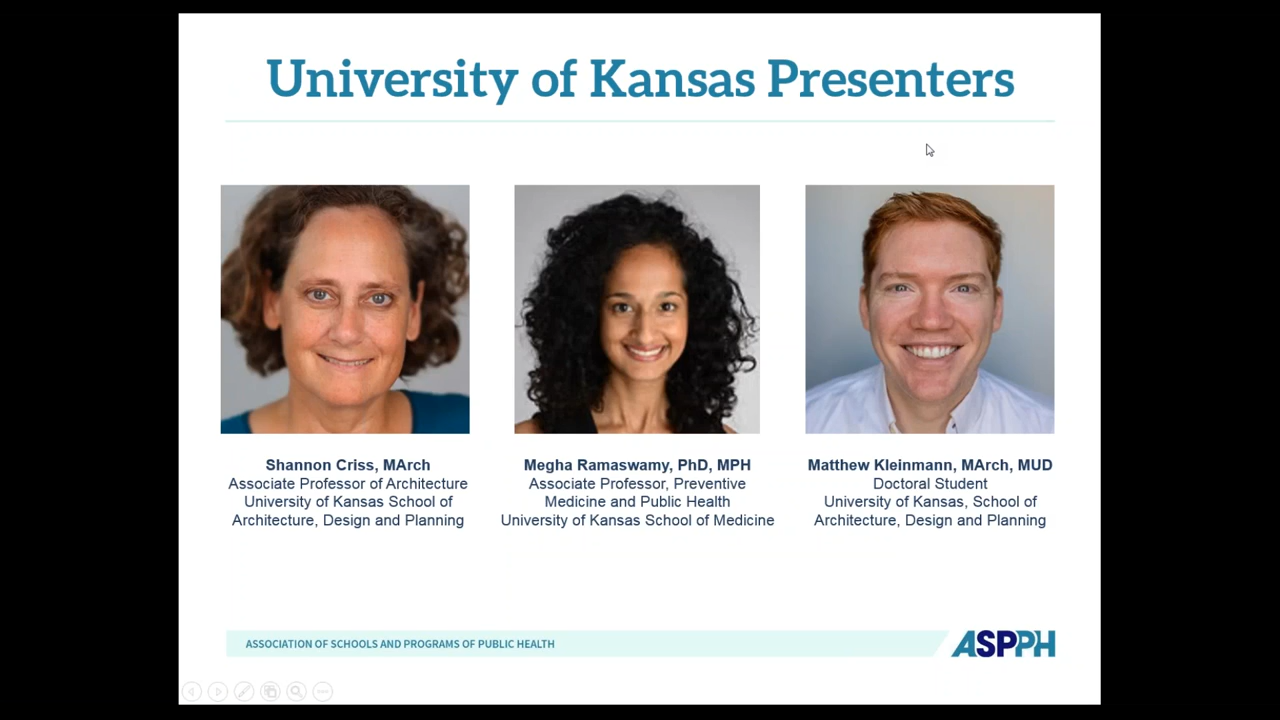 University of Kansas Presenters
Shannon Criss, MArch
Associate Professor of Architecture
University of Kansas School of
Architecture, Design and Planning
Megha Ramaswamy, PhD, MPH
Associate Professor, Preventive
Medicine and Public Health
University of Kansas School of Medicine
Matthew Kleinmann, MArch, MUD
Doctoral Student
University of Kansas, School of
Architecture, Design and Planning
ASSOCIATION OF SCHOOLS AND PROGRAMS OF PUBLIC HEALTH
ASPPH